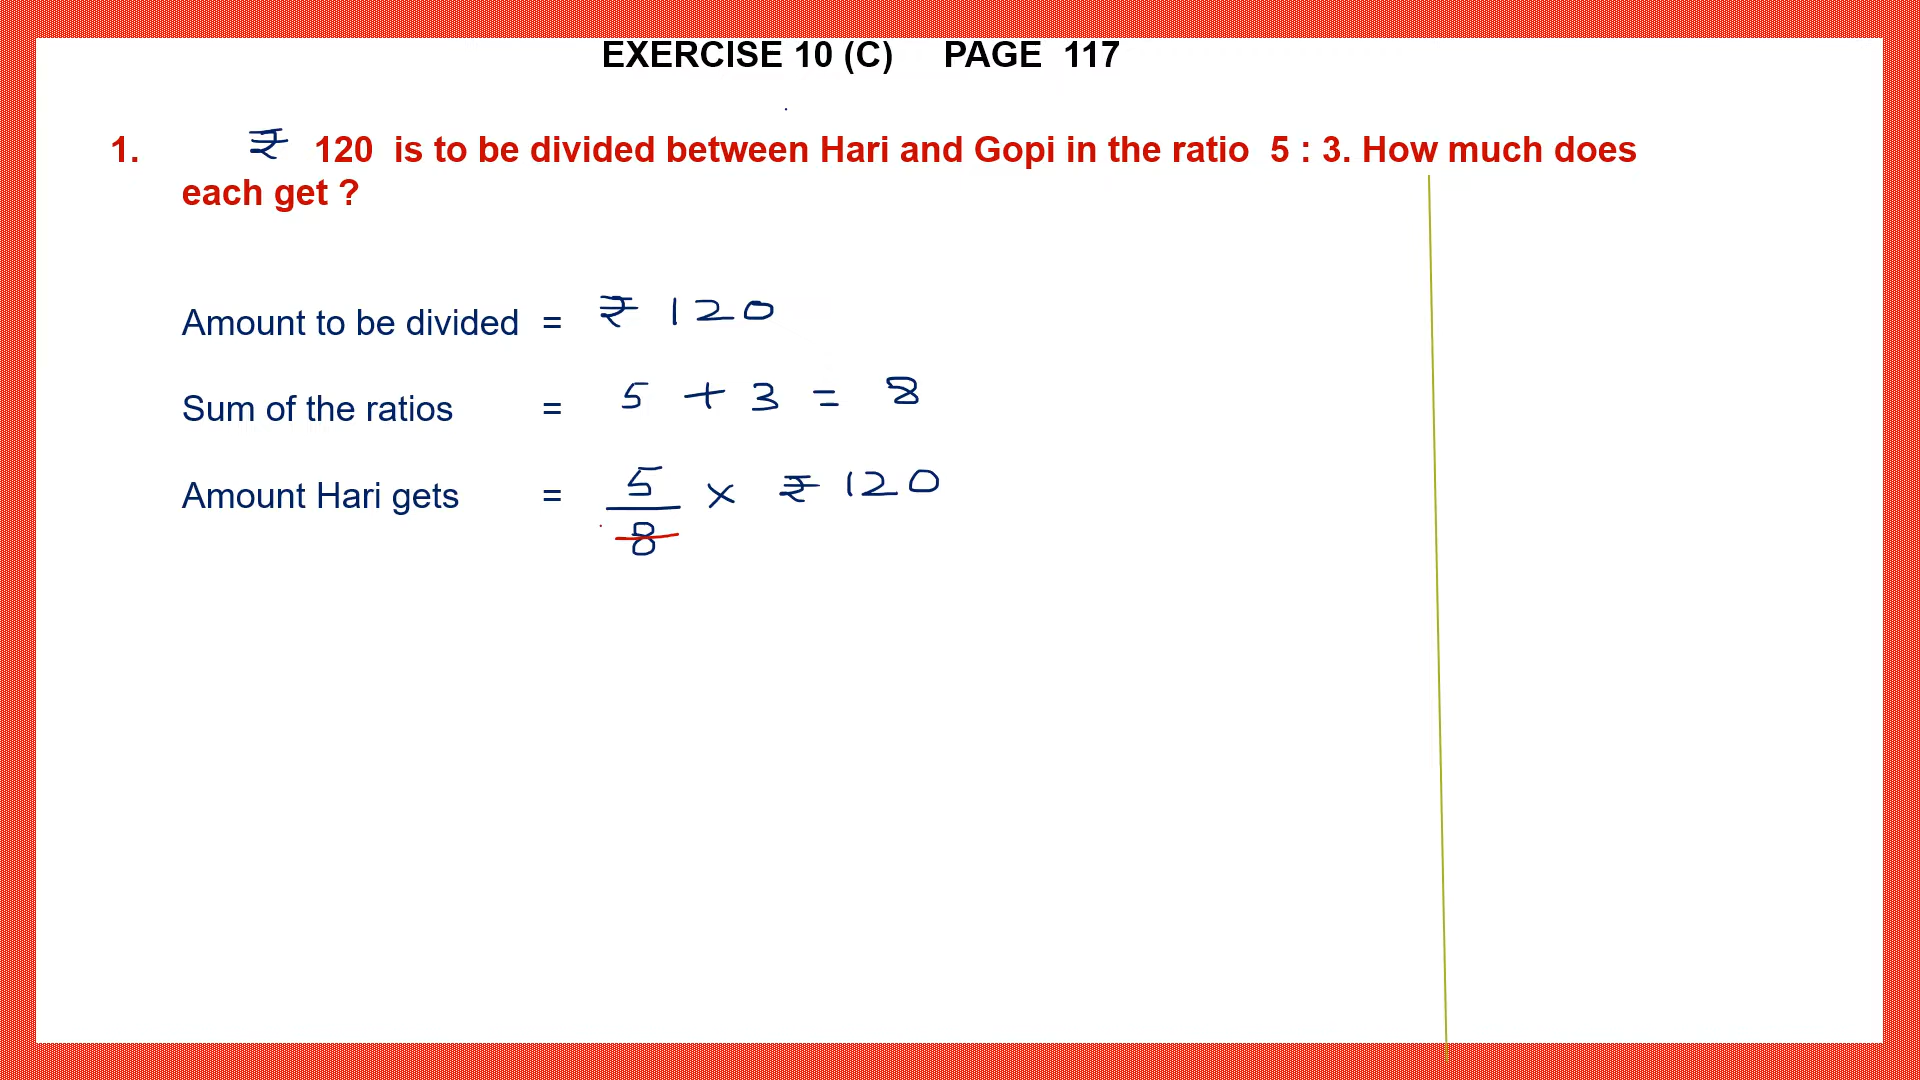 EXERCISE 10 (C) PAGE 117
1. ₹ 120 is to be divided between Hari and Gopi in the ratio 5 : 3. How much does
each get ?
Amount to be divided = ₹ 120
Sum of the ratios = 5 + 3 = 8
Amount Hari gets = 5/8 × ₹ 120